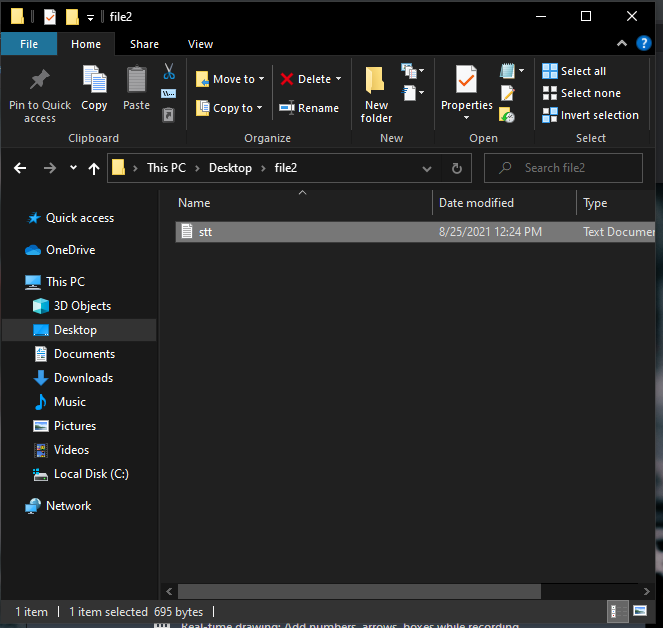 file2
File Home Share View
Pin to Quick access
Copy
Paste
Move to
Copy to
Delete
Rename
New folder
Properties
Select all
Select none
Invert selection
Clipboard Organize New Open Select
This PC > Desktop > file2
Search file2
Name Date modified Type
stt 8/25/2021 12:24 PM Text Documer
Quick access
OneDrive
This PC
3D Objects
Desktop
Documents
Downloads
Music
Pictures
Videos
Local Disk (C:)
Network
1 item 1 item selected 695 bytes
Real-time drawing: Add numbers, arrows, boxes while recording